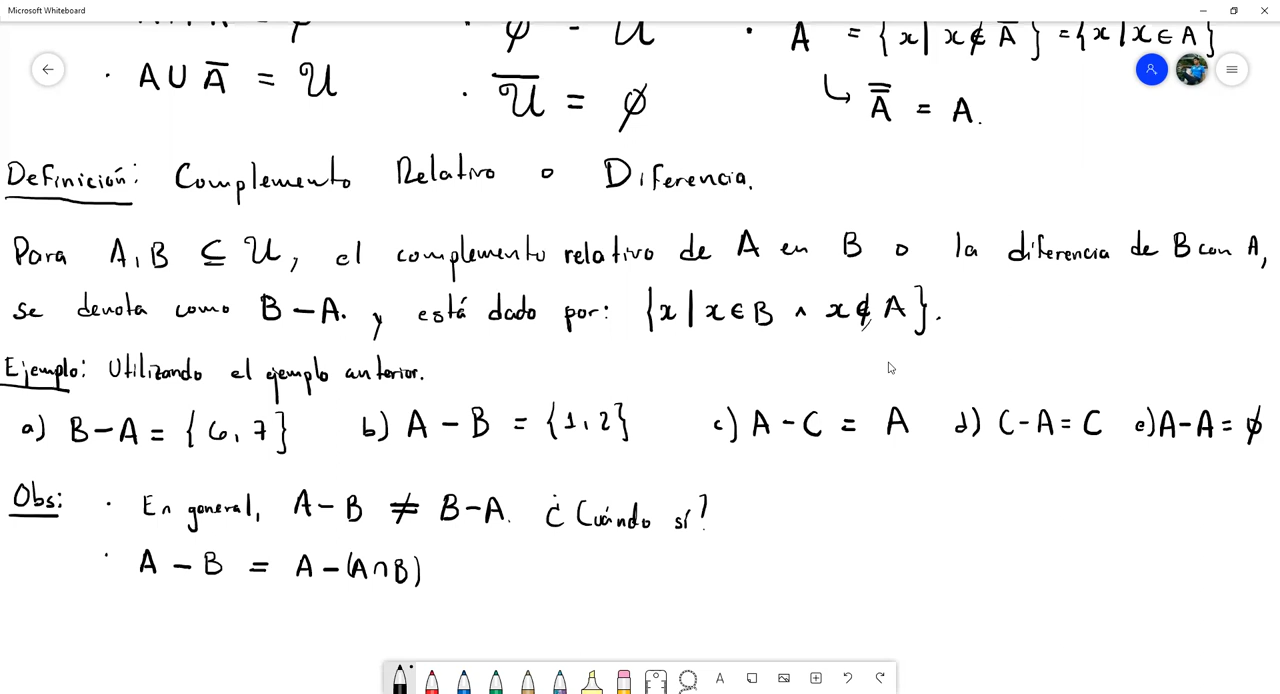 Microsoft Whiteboard
A = {x | x ∉ A̅} = {x | x ∈ A}
· A ∪ A̅ = U
· U̅ = ∅
↳ A̿ = A.
Definición: Complemento Relativo o Diferencia.
Para A, B ⊆ U, el complemento relativo de A en B o la diferencia de B con A,
se denota como B − A. y está dado por: {x | x ∈ B ∧ x ∉ A}.
Ejemplo: Utilizando el ejemplo anterior.
a) B − A = {6, 7} b) A − B = {1, 2} c) A − C = A d) C − A = C e) A − A = ∅
Obs: · En general, A − B ≠ B − A. ¿Cuándo sí?
· A − B = A − (A ∩ B)